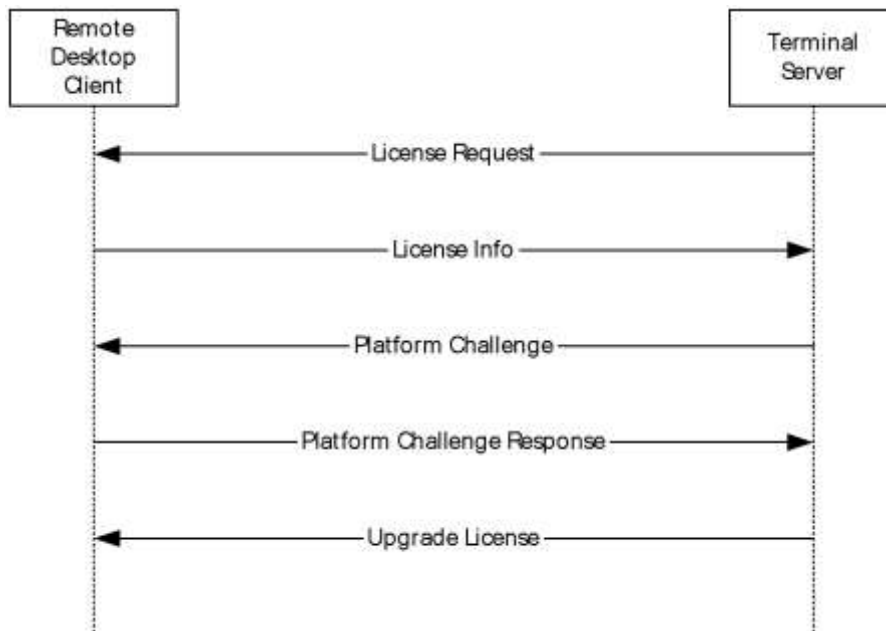 Remote
Desktop
Client
Terminal
Server
License Request
License Info
Platform Challenge
Platform Challenge Response
Upgrade License